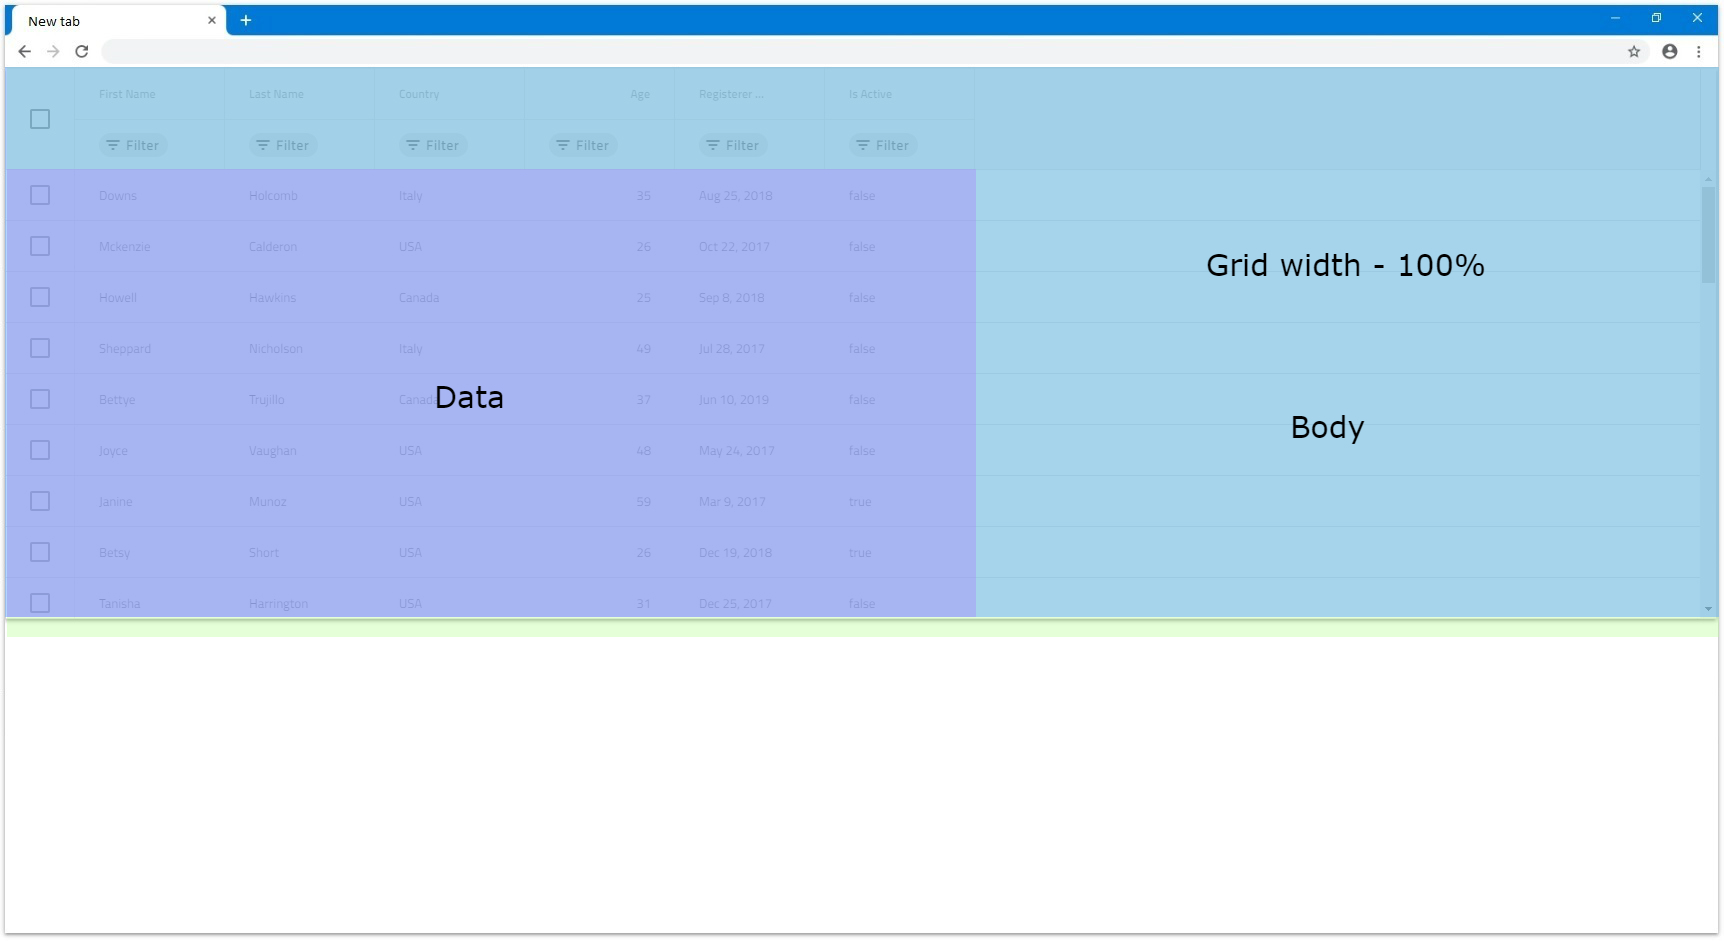 New tab
First Name Last Name Country Age Registerer ... Is Active
Filter Filter Filter Filter Filter Filter
Downs Holcomb Italy 35 Aug 25, 2018 false
Mckenzie Calderon USA 26 Oct 22, 2017 false
Grid width - 100%
Howell Hawkins Canada 25 Sep 8, 2018 false
Sheppard Nicholson Italy 49 Jul 28, 2017 false
Data
Bettye Trujillo Canada 37 Jun 10, 2019 false
Body
Joyce Vaughan USA 48 May 24, 2017 false
Janine Munoz USA 59 Mar 9, 2017 true
Betsy Short USA 26 Dec 19, 2018 true
Tanisha Harrington USA 31 Dec 25, 2017 false